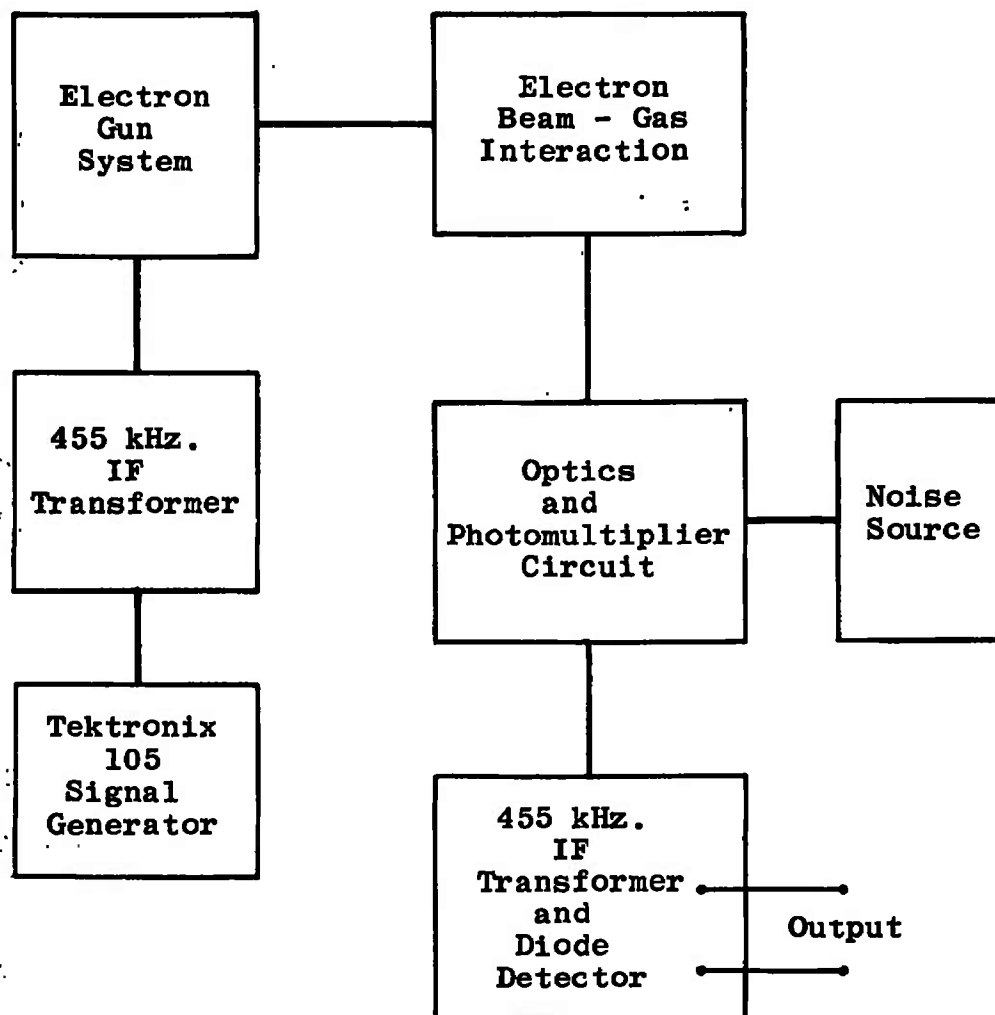 Electron
Gun
System
Electron
Beam - Gas
Interaction
455 kHz.
IF
Transformer
Optics
and
Photomultiplier
Circuit
Noise
Source
Tektronix
105
Signal
Generator
455 kHz.
IF
Transformer
and
Diode
Detector
Output